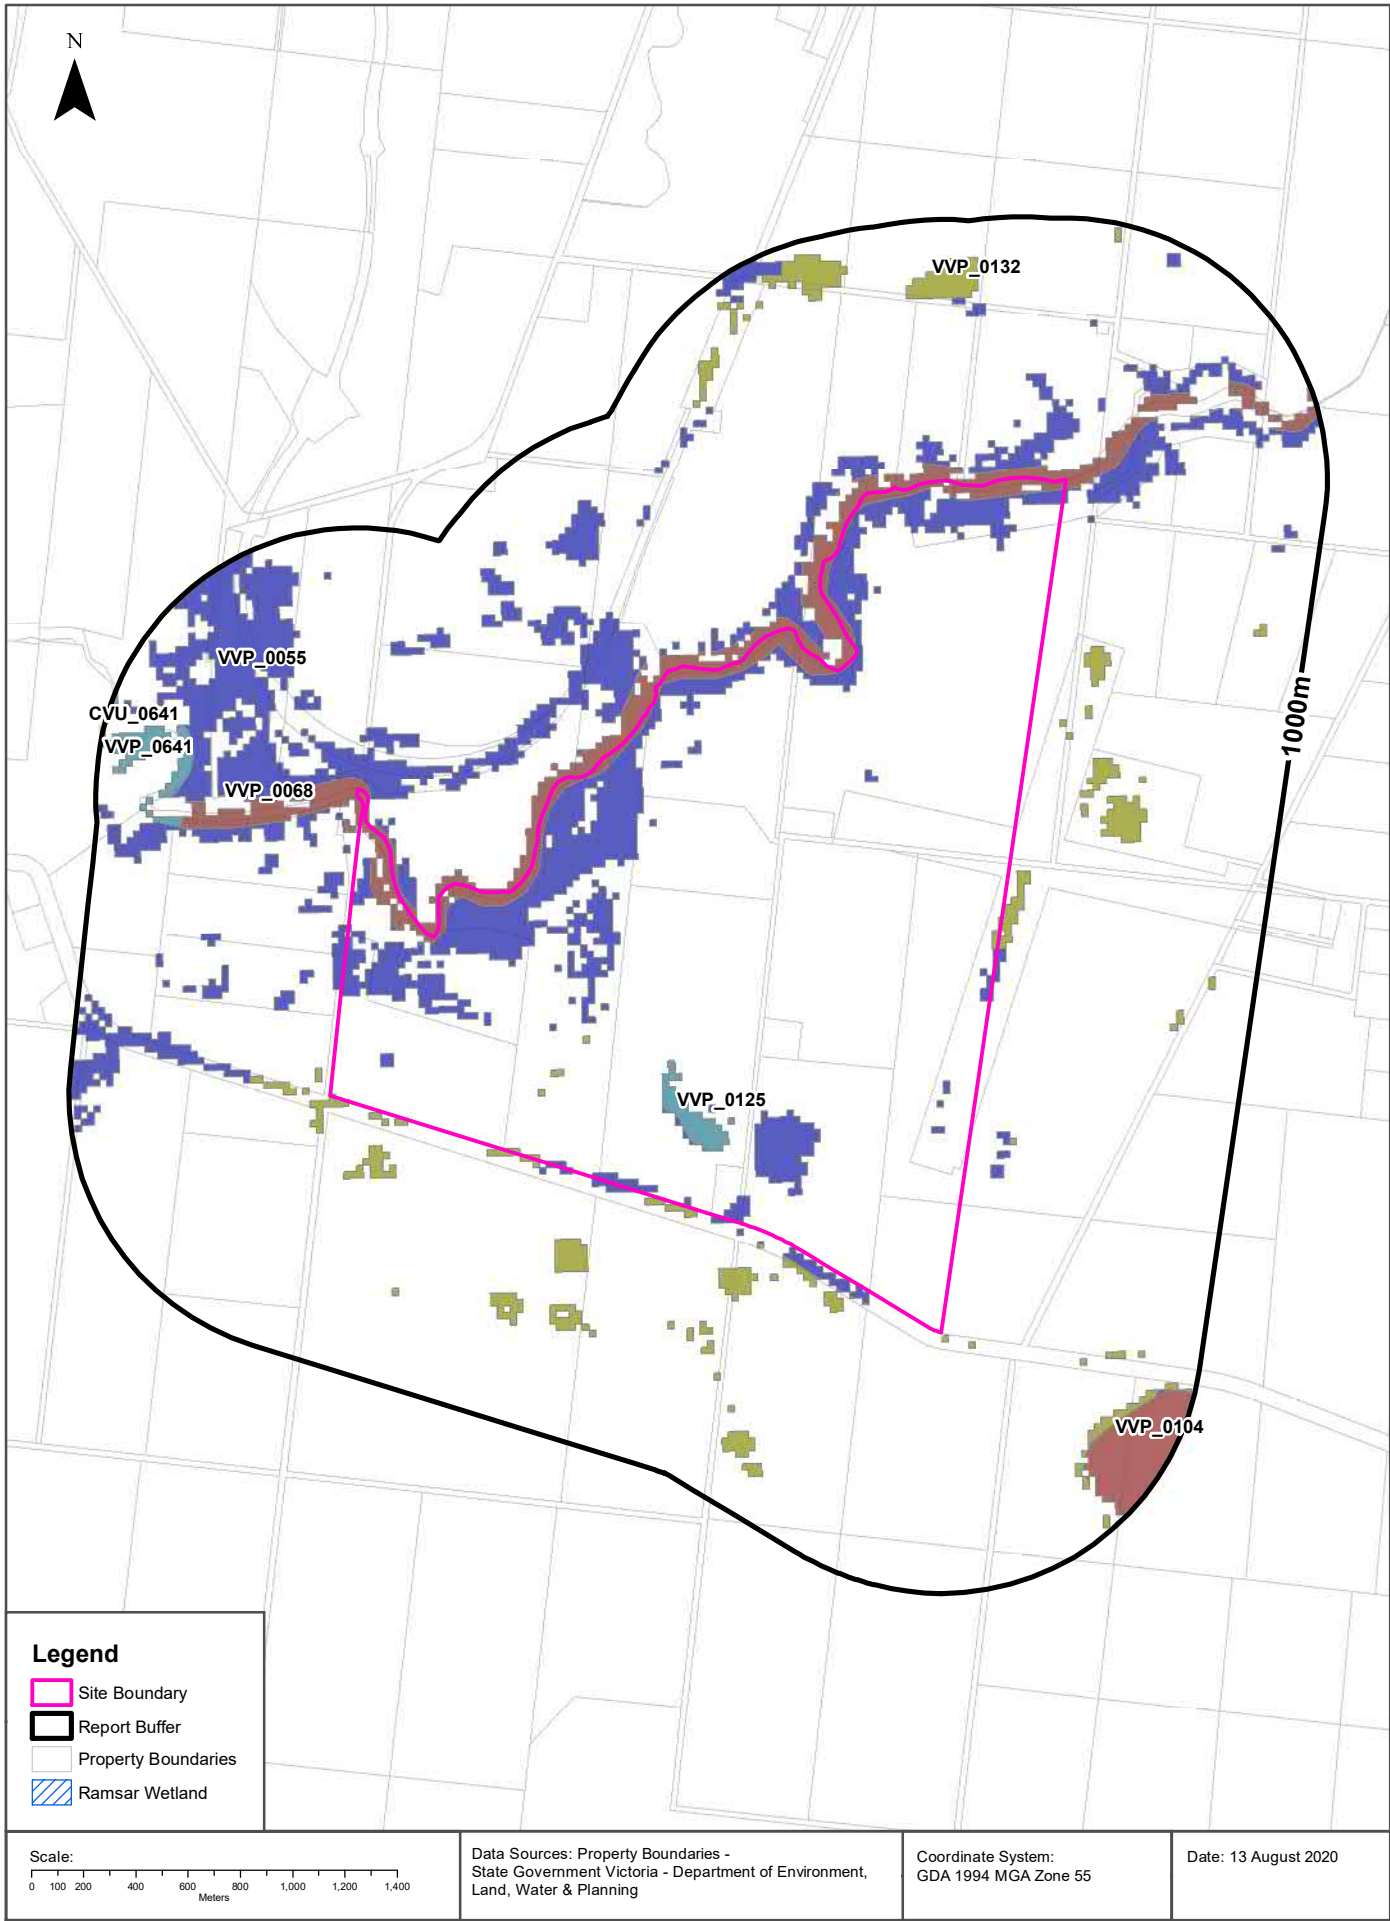 N
VVP_0132
VVP_0055
CVU_0641
VVP_0641
VVP_0068
1000m
VVP_0125
VVP_0104
Legend
Site Boundary
Report Buffer
Property Boundaries
Ramsar Wetland
Scale:
0 100 200 400 600 800 1,000 1,200 1,400
Meters
Data Sources: Property Boundaries -
State Government Victoria - Department of Environment,
Land, Water & Planning
Coordinate System:
GDA 1994 MGA Zone 55
Date: 13 August 2020